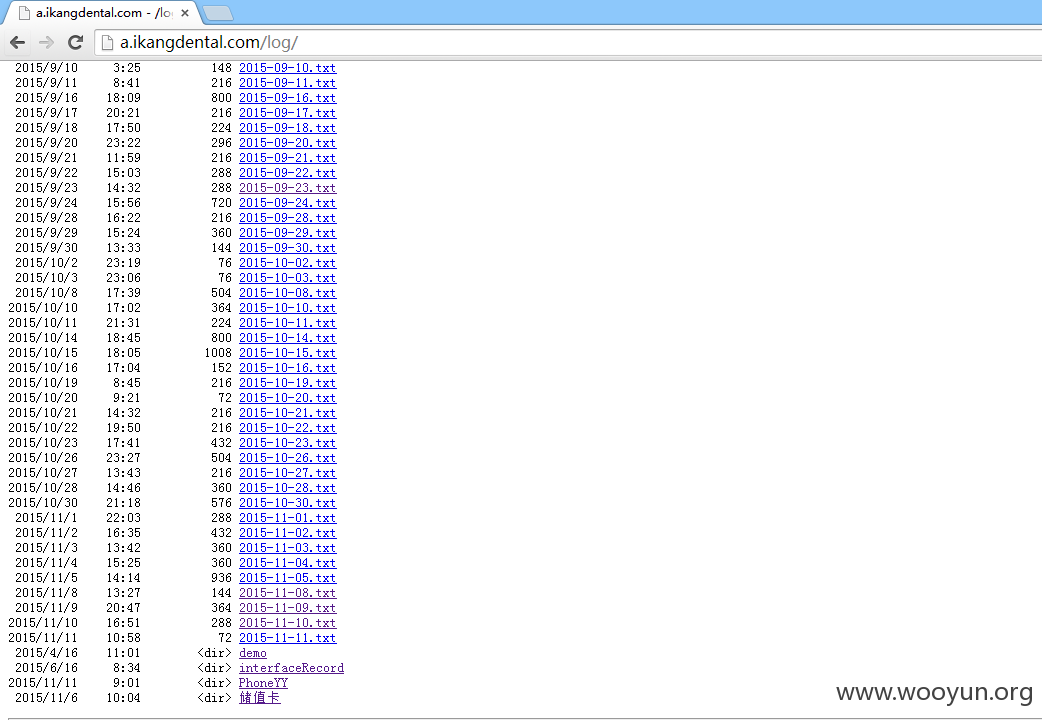 a.ikangdental.com - /lo
a.ikangdental.com/log/
2015/9/10 3:25 148 2015-09-10.txt
2015/9/11 8:41 216 2015-09-11.txt
2015/9/16 18:09 800 2015-09-16.txt
2015/9/17 20:21 216 2015-09-17.txt
2015/9/18 17:50 224 2015-09-18.txt
2015/9/20 23:22 296 2015-09-20.txt
2015/9/21 11:59 216 2015-09-21.txt
2015/9/22 15:03 288 2015-09-22.txt
2015/9/23 14:32 288 2015-09-23.txt
2015/9/24 15:56 720 2015-09-24.txt
2015/9/28 16:22 216 2015-09-28.txt
2015/9/29 15:24 360 2015-09-29.txt
2015/9/30 13:33 144 2015-09-30.txt
2015/10/2 23:19 76 2015-10-02.txt
2015/10/3 23:06 76 2015-10-03.txt
2015/10/8 17:39 504 2015-10-08.txt
2015/10/10 17:02 364 2015-10-10.txt
2015/10/11 21:31 224 2015-10-11.txt
2015/10/14 18:45 800 2015-10-14.txt
2015/10/15 18:05 1008 2015-10-15.txt
2015/10/16 17:04 152 2015-10-16.txt
2015/10/19 8:45 216 2015-10-19.txt
2015/10/20 9:21 72 2015-10-20.txt
2015/10/21 14:32 216 2015-10-21.txt
2015/10/22 19:50 216 2015-10-22.txt
2015/10/23 17:41 432 2015-10-23.txt
2015/10/26 23:27 504 2015-10-26.txt
2015/10/27 13:43 216 2015-10-27.txt
2015/10/28 14:46 360 2015-10-28.txt
2015/10/30 21:18 576 2015-10-30.txt
2015/11/1 22:03 288 2015-11-01.txt
2015/11/2 16:35 432 2015-11-02.txt
2015/11/3 13:42 360 2015-11-03.txt
2015/11/4 15:25 360 2015-11-04.txt
2015/11/5 14:14 936 2015-11-05.txt
2015/11/8 13:27 144 2015-11-08.txt
2015/11/9 20:47 364 2015-11-09.txt
2015/11/10 16:51 288 2015-11-10.txt
2015/11/11 10:58 72 2015-11-11.txt
2015/4/16 11:01 <dir> demo
2015/6/16 8:34 <dir> interfaceRecord
2015/11/11 9:01 <dir> PhoneYY
2015/11/6 10:04 <dir> 储值卡
www.wooyun.org